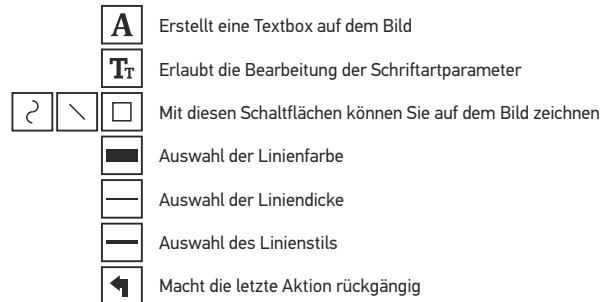 A Erstellt eine Textbox auf dem Bild
TT Erlaubt die Bearbeitung der Schriftartparameter
Mit diesen Schaltflächen können Sie auf dem Bild zeichnen
Auswahl der Linienfarbe
Auswahl der Liniendicke
Auswahl des Linienstils
Macht die letzte Aktion rückgängig